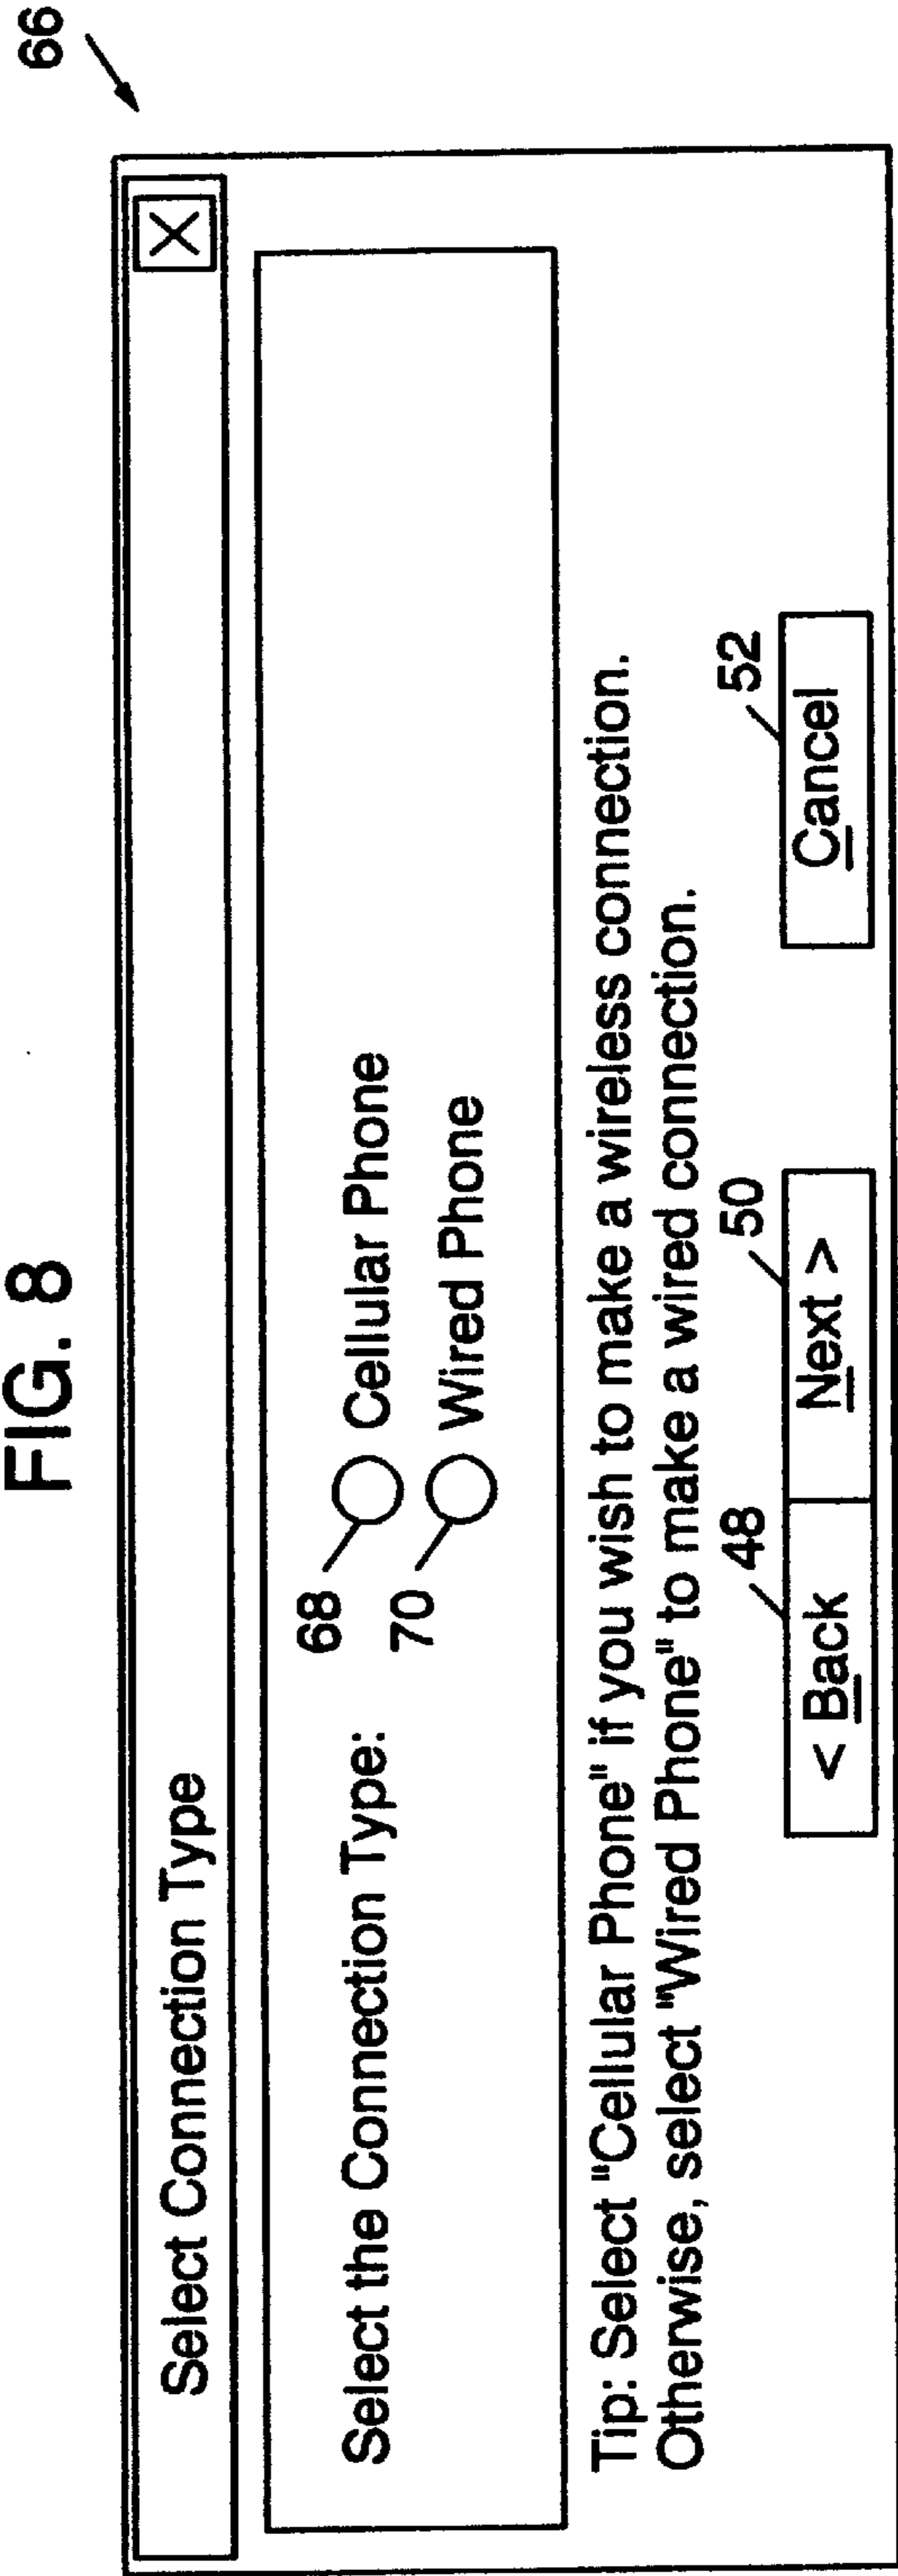 FIG. 8
66
Select Connection Type
Select the Connection Type:
68 Cellular Phone
70 Wired Phone
Tip: Select "Cellular Phone" if you wish to make a wireless connection.
Otherwise, select "Wired Phone" to make a wired connection.
48 50 52
< Back Next > Cancel